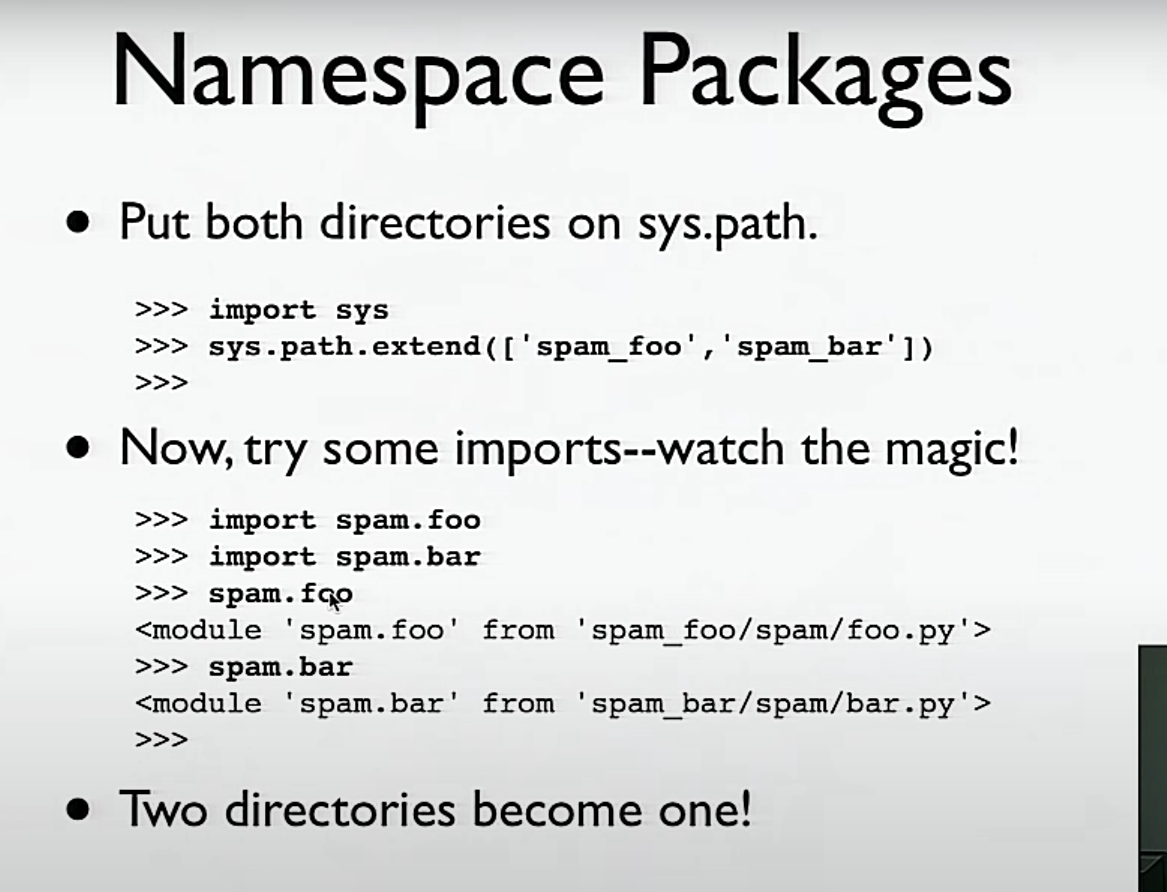 Namespace Packages
• Put both directories on sys.path.
>>> import sys
>>> sys.path.extend(['spam_foo','spam_bar'])
>>>
• Now, try some imports--watch the magic!
>>> import spam.foo
>>> import spam.bar
>>> spam.foo
<module 'spam.foo' from 'spam_foo/spam/foo.py'>
>>> spam.bar
<module 'spam.bar' from 'spam_bar/spam/bar.py'>
>>>
• Two directories become one!